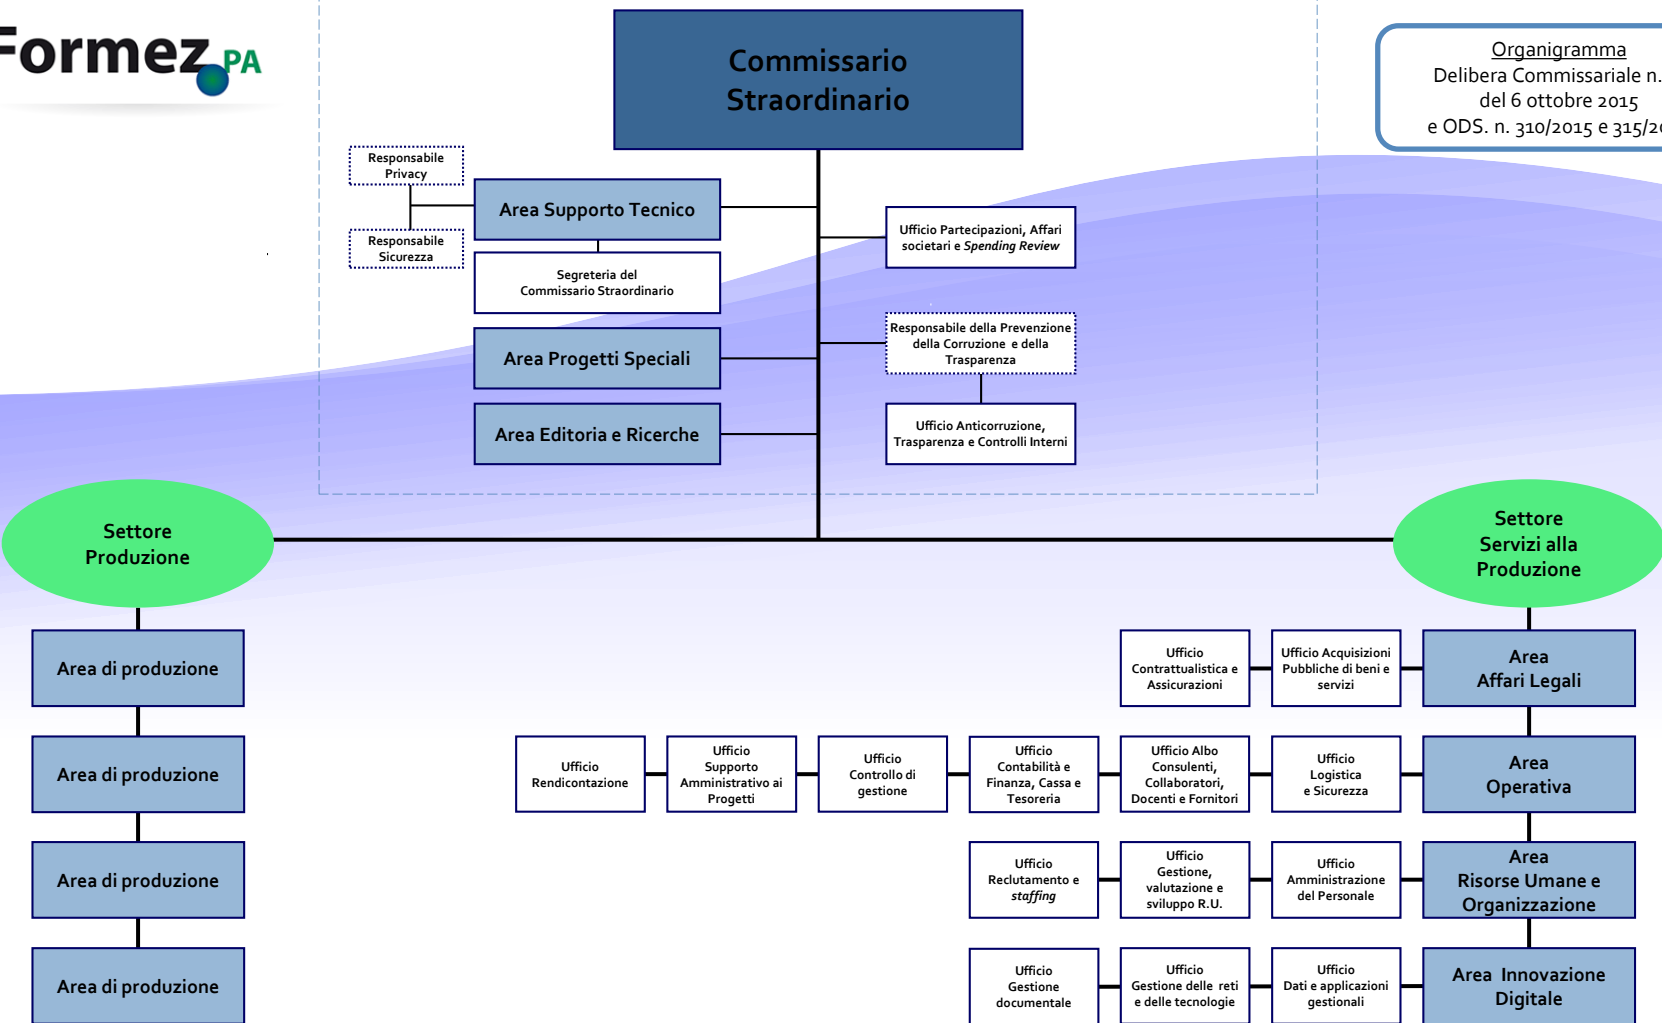 Formez PA
Commissario
Straordinario
Organigramma
Delibera Commissariale n.
del 6 ottobre 2015
e ODS. n. 310/2015 e 315/20
Responsabile
Privacy
Area Supporto Tecnico
Responsabile
Sicurezza
Segreteria del
Commissario Straordinario
Ufficio Partecipazioni, Affari
societari e Spending Review
Area Progetti Speciali
Responsabile della Prevenzione
della Corruzione e della
Trasparenza
Area Editoria e Ricerche
Ufficio Anticorruzione,
Trasparenza e Controlli Interni
Settore
Produzione
Settore
Servizi alla
Produzione
Area di produzione
Ufficio
Contrattualistica e
Assicurazioni
Ufficio Acquisizioni
Pubbliche di beni e
servizi
Area
Affari Legali
Area di produzione
Ufficio
Rendicontazione
Ufficio
Supporto
Amministrativo ai
Progetti
Ufficio
Controllo di
gestione
Ufficio
Contabilità e
Finanza, Cassa e
Tesoreria
Ufficio Albo
Consulenti,
Collaboratori,
Docenti e Fornitori
Ufficio
Logistica
e Sicurezza
Area
Operativa
Area di produzione
Ufficio
Reclutamento e
staffing
Ufficio
Gestione,
valutazione e
sviluppo R.U.
Ufficio
Amministrazione
del Personale
Area
Risorse Umane e
Organizzazione
Area di produzione
Ufficio
Gestione
documentale
Ufficio
Gestione delle reti
e delle tecnologie
Ufficio
Dati e applicazioni
gestionali
Area Innovazione
Digitale